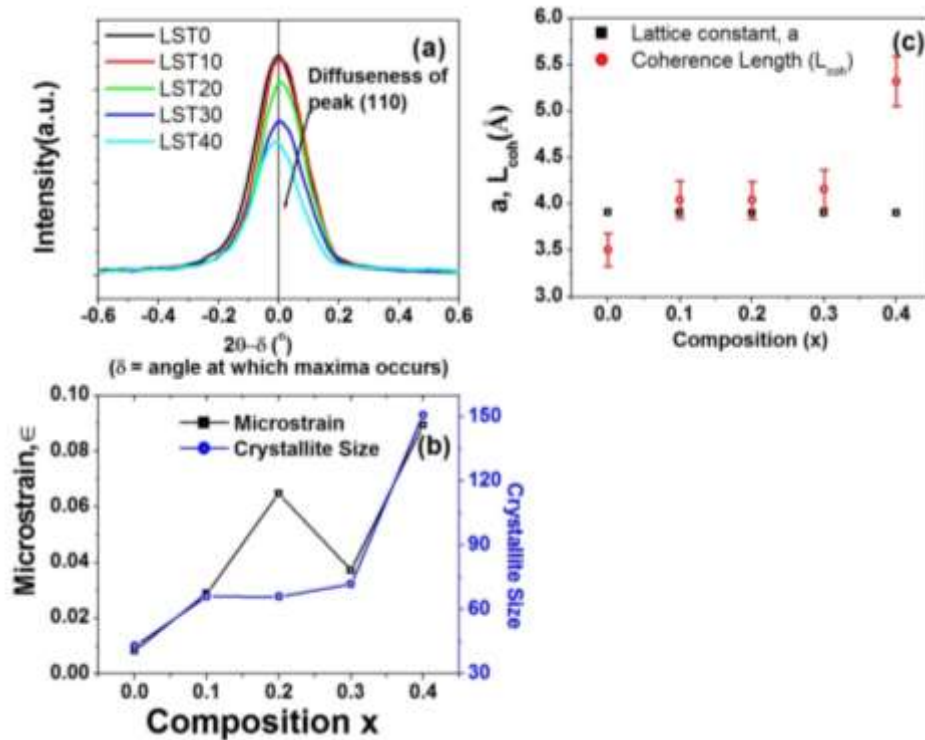 LST0
LST10
LST20
LST30
LST40
(a)
Diffuseness of
peak (110)
Intensity(a.u.)
-0.6 -0.4 -0.2 0.0 0.2 0.4 0.6
2θ-δ (°)
(δ = angle at which maxima occurs)
6.0
5.5
5.0
4.5
4.0
3.5
3.0
a, L_coh(Å)
Lattice constant, a
Coherence Length (L_coh)
(c)
0.0 0.1 0.2 0.3 0.4
Composition (x)
0.10
0.08
0.06
0.04
0.02
0.00
Microstrain,∈
Microstrain
Crystallite Size
(b)
150
120
90
60
30
Crystallite Size
0.0 0.1 0.2 0.3 0.4
Composition x